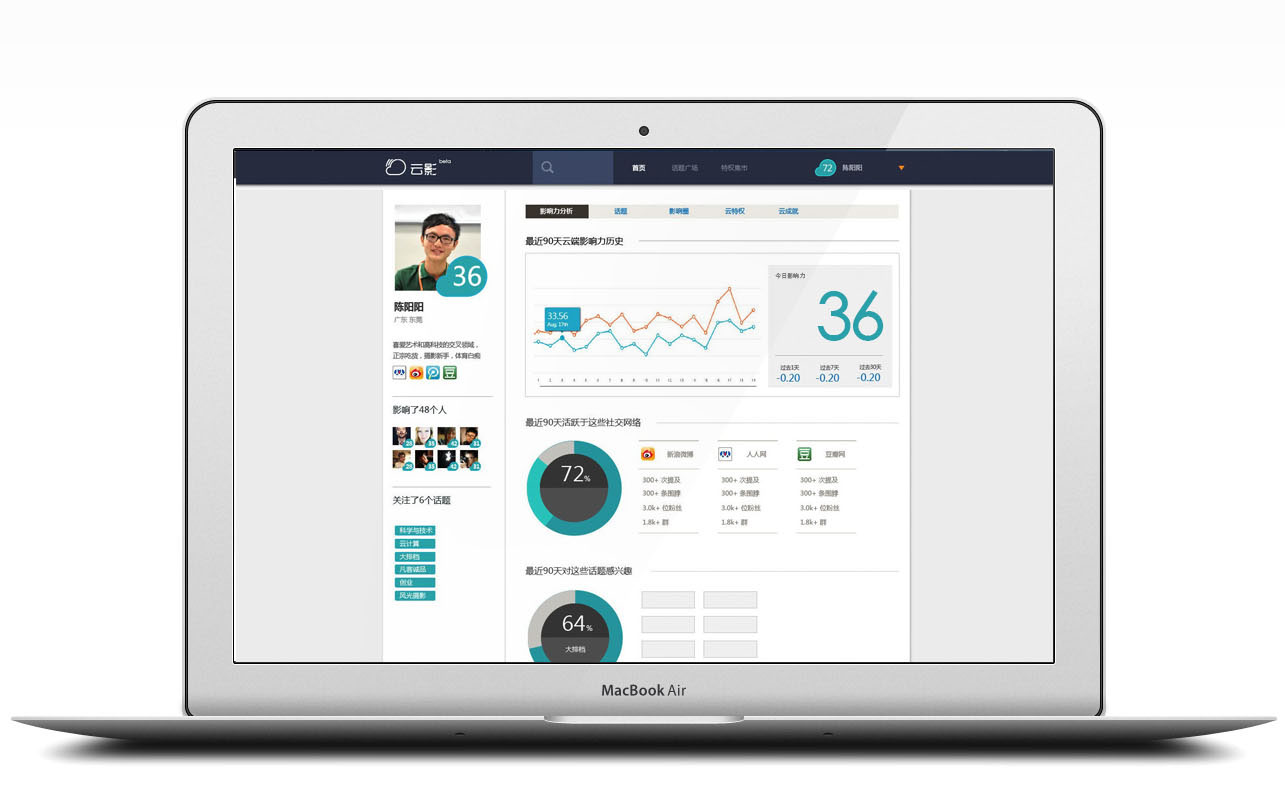 云影 beta
首页
话题广场
特权集市
72
陈阳阳
36
陈阳阳
广东 东莞
喜爱艺术和高科技的交叉领域，
正宗吃货，摄影新手，体育白痴
影响了48个人
25
42
31
25
42
31
关注了6个话题
科学与技术
云计算
大排档
凡客诚品
创业
风光摄影
影响力分析
话题
影响圈
云特权
云成就
最近90天云端影响力历史
33.56
Aug. 17th
1 2 3 4 5 6 7 8 9 10 11 12 13 14 15 16 17 18 19
今日影响力
36
过去1天 过去7天 过去30天
-0.20 -0.20 -0.20
最近90天活跃于这些社交网络
72%
新浪微博
300+ 次提及
300+ 条围脖
3.0k+ 位粉丝
1.8k+ 群
人人网
300+ 次提及
300+ 条围脖
3.0k+ 位粉丝
1.8k+ 群
豆
豆瓣网
300+ 次提及
300+ 条围脖
3.0k+ 位粉丝
1.8k+ 群
最近90天对这些话题感兴趣
64%
大排档
MacBook Air